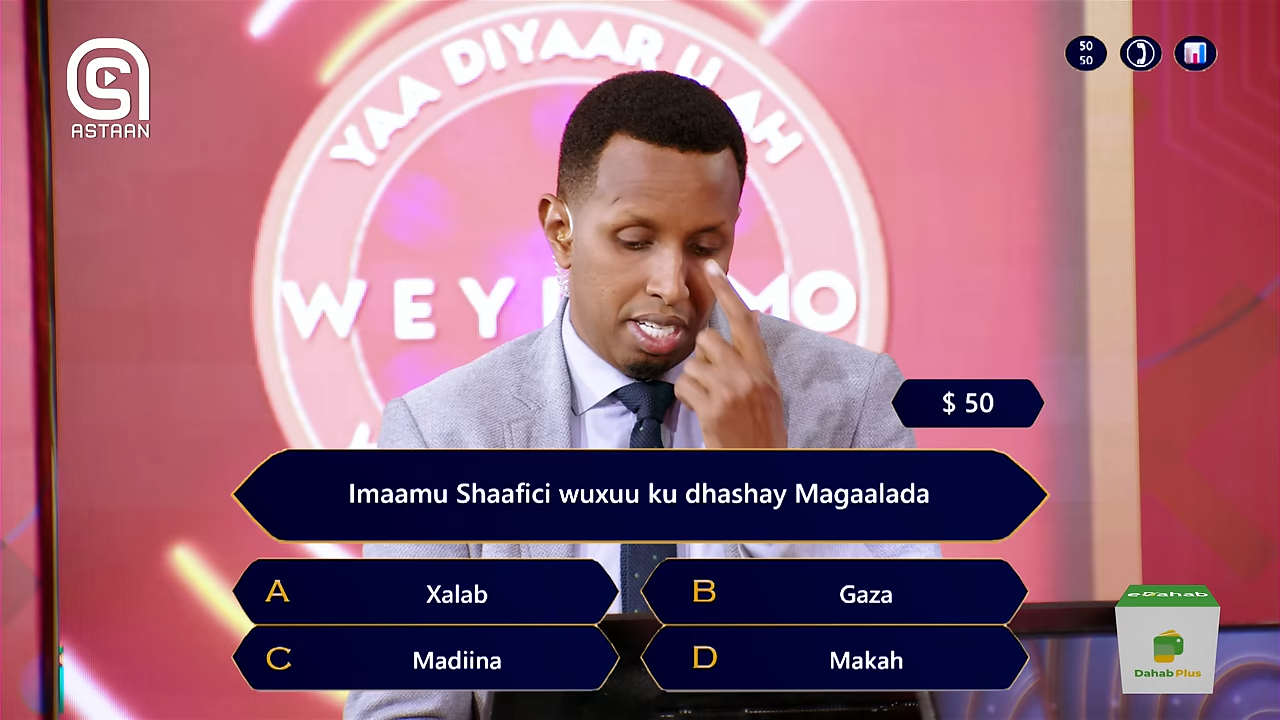 ASTAAN
YAA DIYAAR U AH
50
50
$ 50
Imaamu Shaafici wuxuu ku dhashay Magaalada
A Xalab
B Gaza
C Madiina
D Makah
eDahab
Dahab Plus